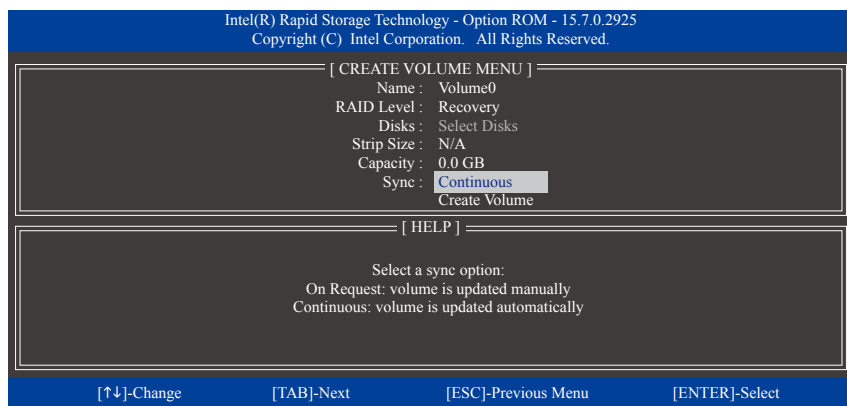 Intel(R) Rapid Storage Technology - Option ROM - 15.7.0.2925
Copyright (C) Intel Corporation. All Rights Reserved.
[ CREATE VOLUME MENU ]
Name : Volume0
RAID Level : Recovery
Disks : Select Disks
Strip Size : N/A
Capacity : 0.0 GB
Sync : Continuous
Create Volume
[ HELP ]
Select a sync option:
On Request: volume is updated manually
Continuous: volume is updated automatically
[↑↓]-Change [TAB]-Next [ESC]-Previous Menu [ENTER]-Select